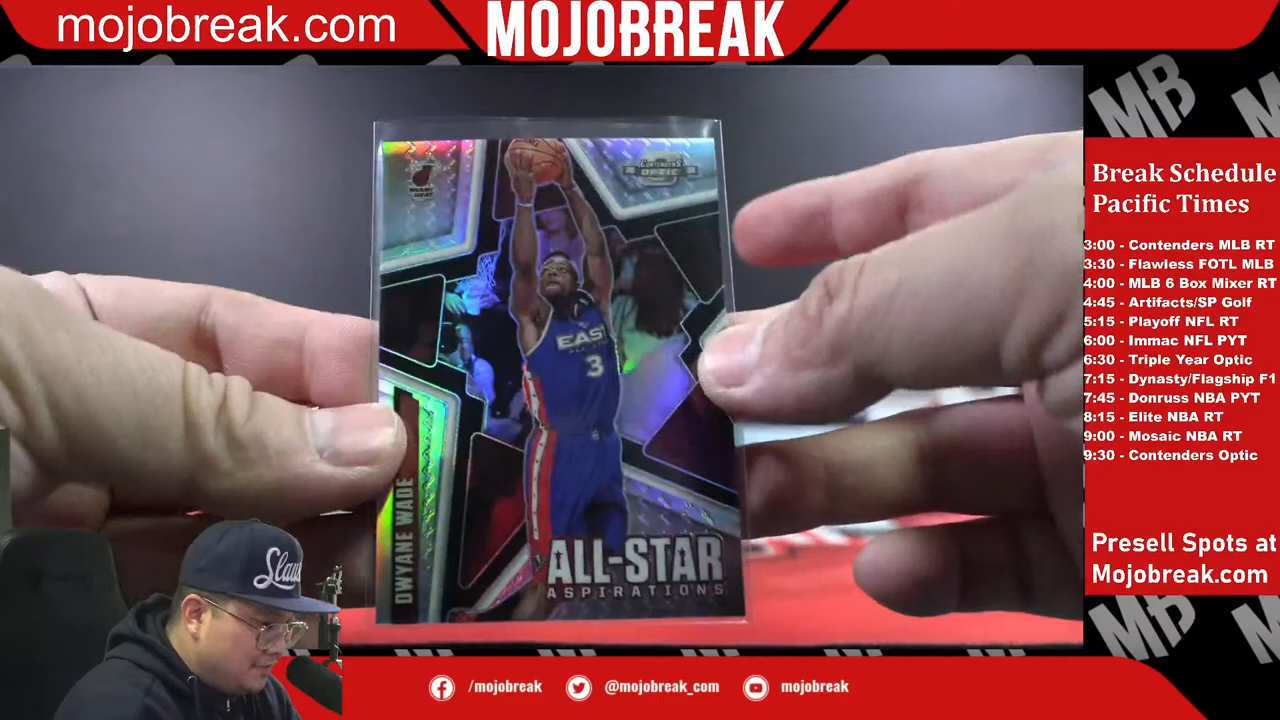 mojobreak.com
MOJOBREAK
MB
MIAMI
HEAT
CONTENDERS
OPTIC
EAST
3
DWYANE WADE
ALL-STAR
ASPIRATIONS
Break Schedule
Pacific Times
3:00 - Contenders MLB RT
3:30 - Flawless FOTL MLB
4:00 - MLB 6 Box Mixer RT
4:45 - Artifacts/SP Golf
5:15 - Playoff NFL RT
6:00 - Immac NFL PYT
6:30 - Triple Year Optic
7:15 - Dynasty/Flagship F1
7:45 - Donruss NBA PYT
8:15 - Elite NBA RT
9:00 - Mosaic NBA RT
9:30 - Contenders Optic
Presell Spots at
Mojobreak.com
MB
/mojobreak
@mojobreak_com
mojobreak